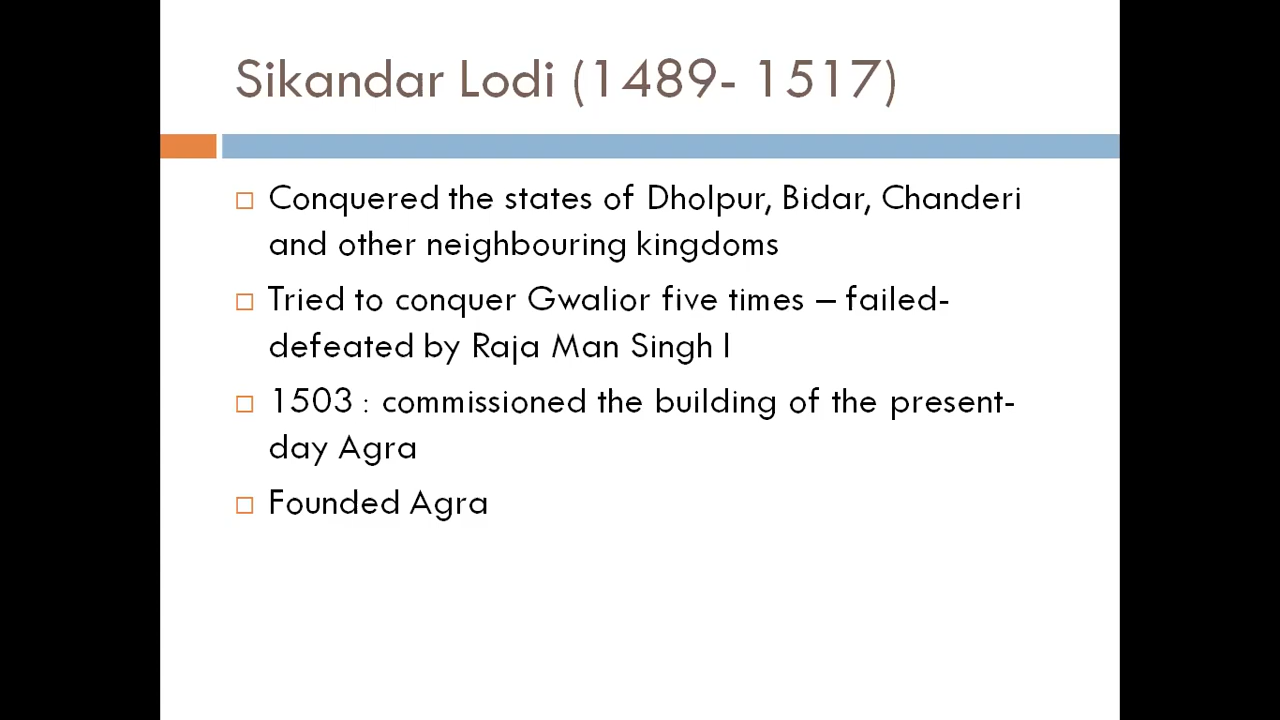 Sikandar Lodi (1489- 1517)
Conquered the states of Dholpur, Bidar, Chanderi
and other neighbouring kingdoms
Tried to conquer Gwalior five times – failed-
defeated by Raja Man Singh I
1503 : commissioned the building of the present-
day Agra
Founded Agra